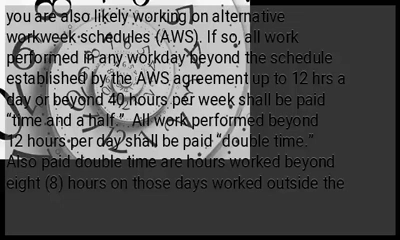 you are also likely working on alternative
workweek schedules (AWS). If so, all work
performed in any workday beyond the schedule
established by the AWS agreement up to 12 hrs a
day or beyond 40 hours per week shall be paid
“time and a half.”  All work performed beyond
12 hours per day shall be paid “double time.”
Also paid double time are hours worked beyond
eight (8) hours on those days worked outside the